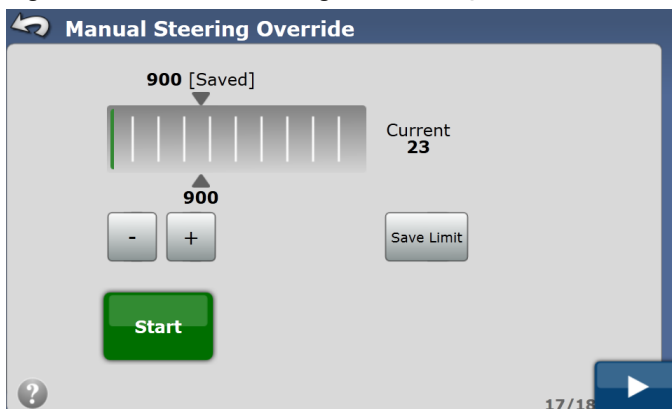 Manual Steering Override
900 [Saved]
Current
23
900
- +
Save Limit
Start
?
17/18